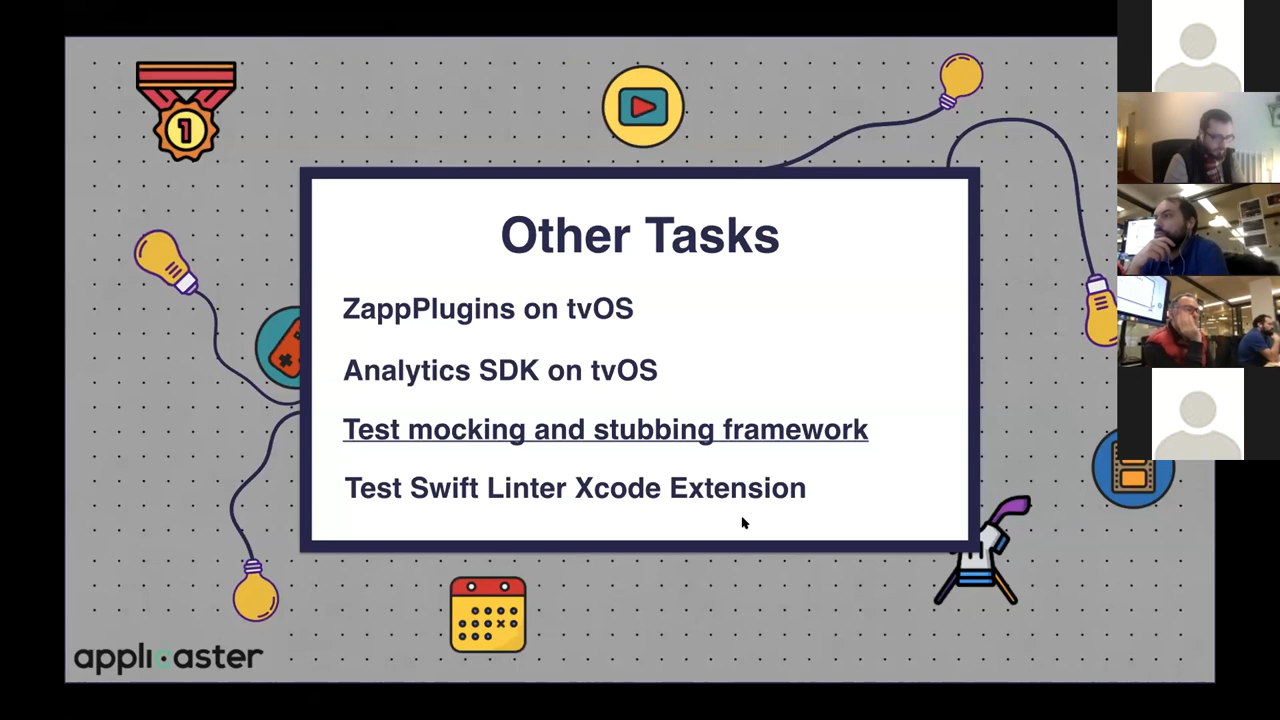 1
Other Tasks
ZappPlugins on tvOS
Analytics SDK on tvOS
Test mocking and stubbing framework
Test Swift Linter Xcode Extension
applicaster